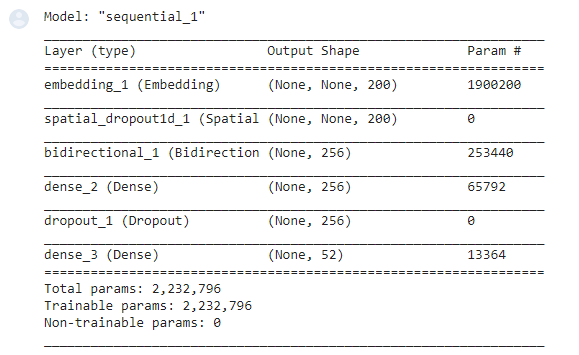 Model: "sequential_1"
_________________________________________________________________
Layer (type)                 Output Shape              Param #
=================================================================
embedding_1 (Embedding)      (None, None, 200)         1900200
_________________________________________________________________
spatial_dropout1d_1 (Spatial (None, None, 200)         0
_________________________________________________________________
bidirectional_1 (Bidirection (None, 256)               253440
_________________________________________________________________
dense_2 (Dense)              (None, 256)               65792
_________________________________________________________________
dropout_1 (Dropout)          (None, 256)               0
_________________________________________________________________
dense_3 (Dense)              (None, 52)                13364
=================================================================
Total params: 2,232,796
Trainable params: 2,232,796
Non-trainable params: 0
_________________________________________________________________